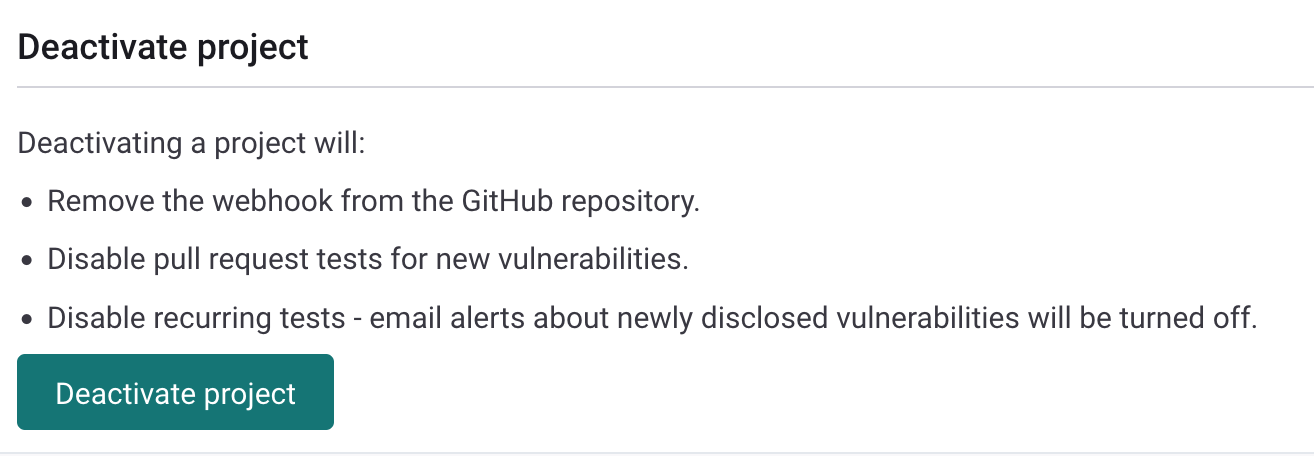 Deactivate project
Deactivating a project will:
• Remove the webhook from the GitHub repository.
• Disable pull request tests for new vulnerabilities.
• Disable recurring tests - email alerts about newly disclosed vulnerabilities will be turned off.
Deactivate project